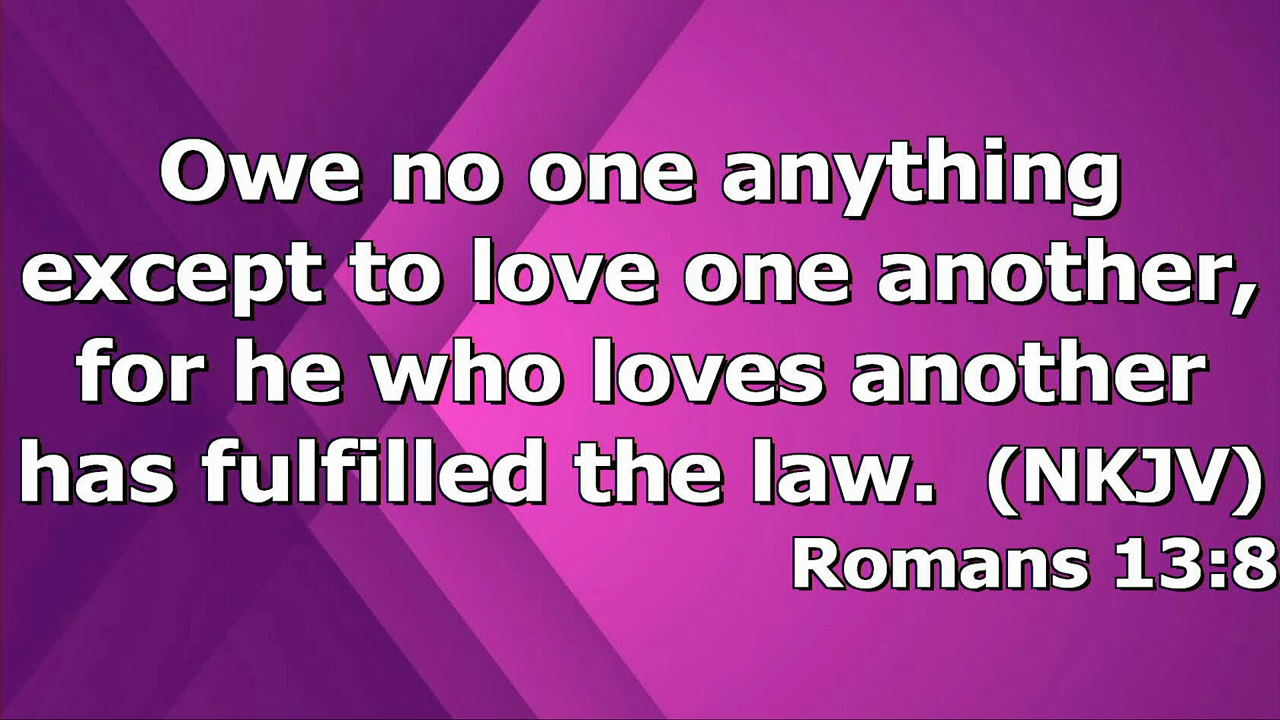 Owe no one anything
except to love one another,
for he who loves another
has fulfilled the law. (NKJV)
Romans 13:8